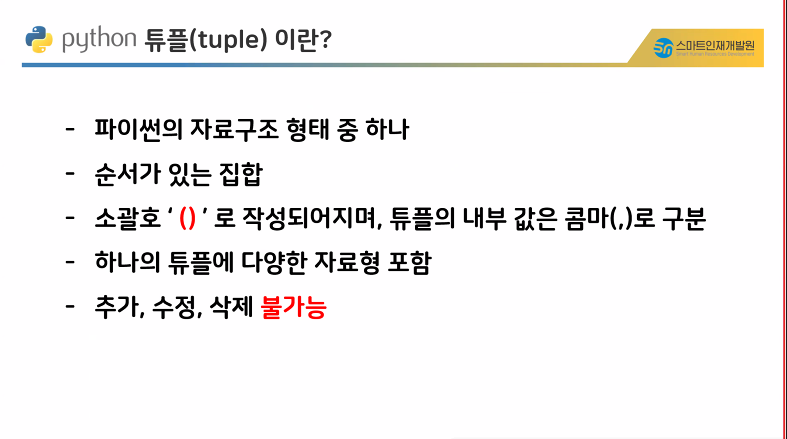 python 튜플(tuple) 이란?
스마트인재개발원
Smart Human Resources Development
- 파이썬의 자료구조 형태 중 하나
- 순서가 있는 집합
- 소괄호 ‘ () ’ 로 작성되어지며, 튜플의 내부 값은 콤마(,)로 구분
- 하나의 튜플에 다양한 자료형 포함
- 추가, 수정, 삭제 불가능